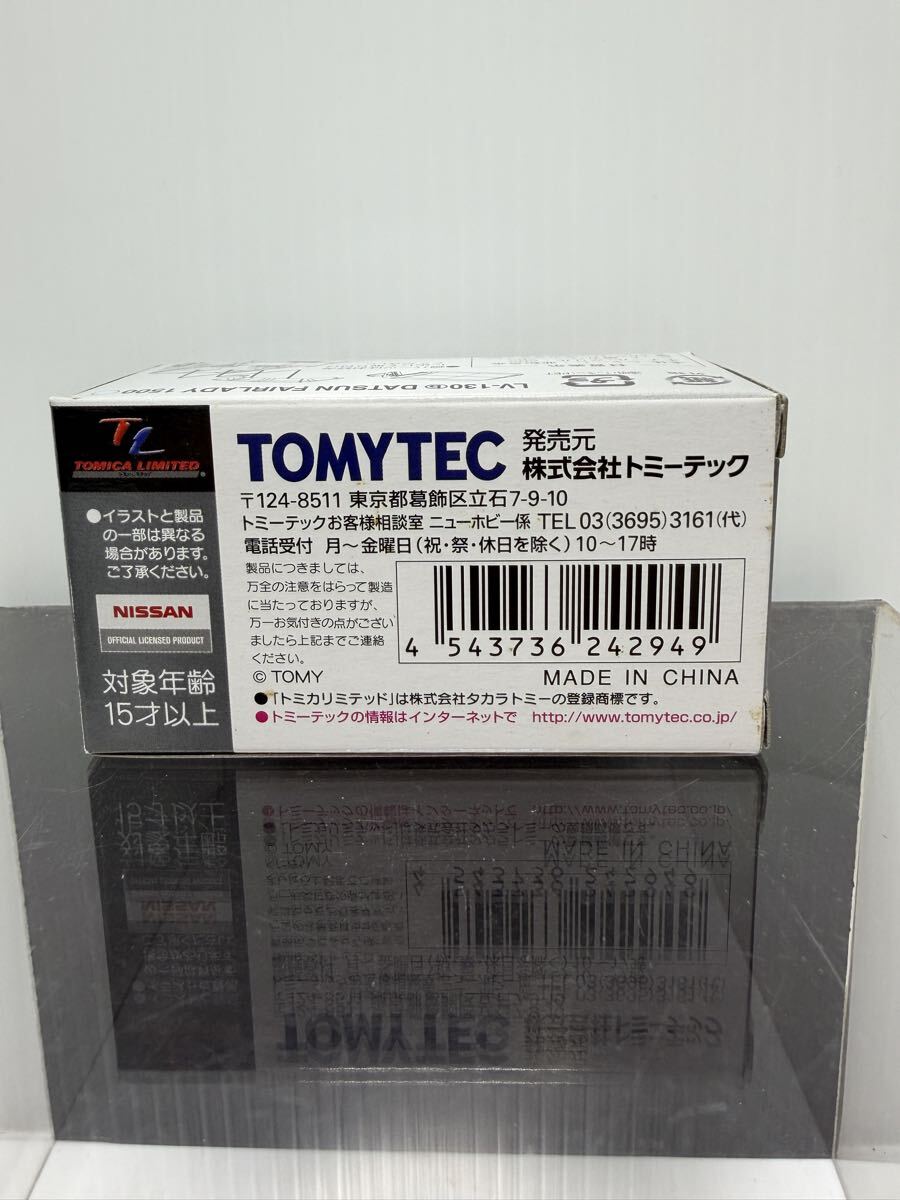 LV-130ⓑ DATSUN FAIRLADY 1500
TL
TOMICA LIMITED
●イラストと製品
の一部は異なる
場合があります。
ご了承ください。
NISSAN
OFFICIAL LICENSED PRODUCT
対象年齢
15才以上
TOMYTEC 発売元
株式会社トミーテック
〒124-8511 東京都葛飾区立石7-9-10
トミーテックお客様相談室 ニューホビー係 TEL 03(3695)3161(代)
電話受付 月～金曜日(祝・祭・休日を除く)10～17時
製品につきましては、
万全の注意をはらって製造
に当たっておりますが、
万一お気付きの点がござい
ましたら上記までご連絡
ください。
4 543736 242949
© TOMY
MADE IN CHINA
●「トミカリミテッド」は株式会社タカラトミーの登録商標です。
●トミーテックの情報はインターネットで http://www.tomytec.co.jp/